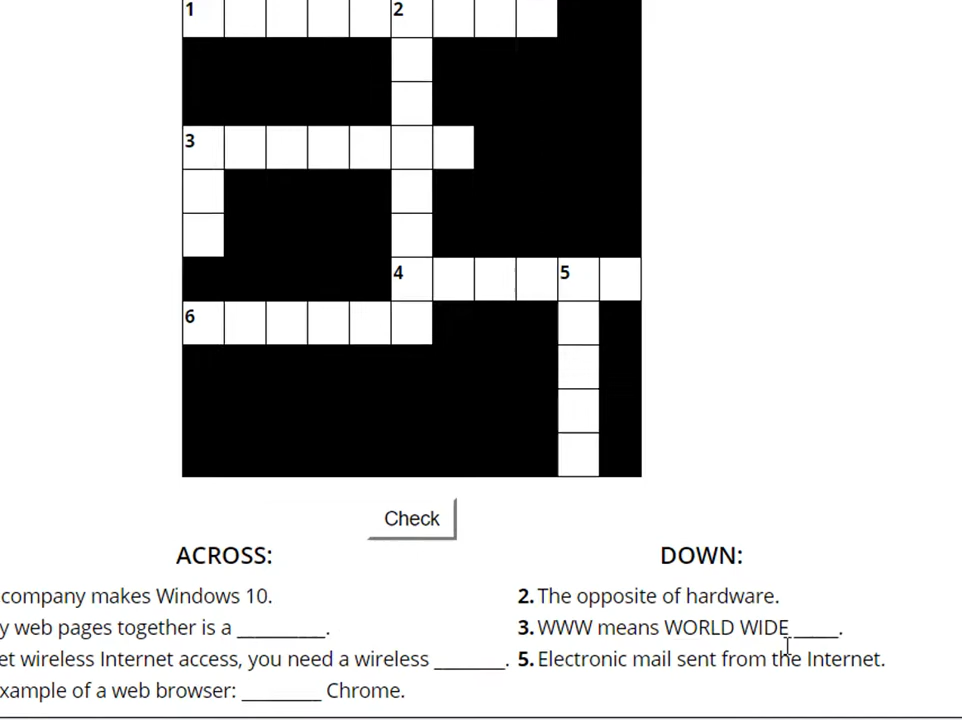 1 2
3
4 5
6
Check
ACROSS:
company makes Windows 10.
y web pages together is a _________.
et wireless Internet access, you need a wireless _______.
xample of a web browser: ________ Chrome.
DOWN:
2. The opposite of hardware.
3. WWW means WORLD WIDE _____.
5. Electronic mail sent from the Internet.